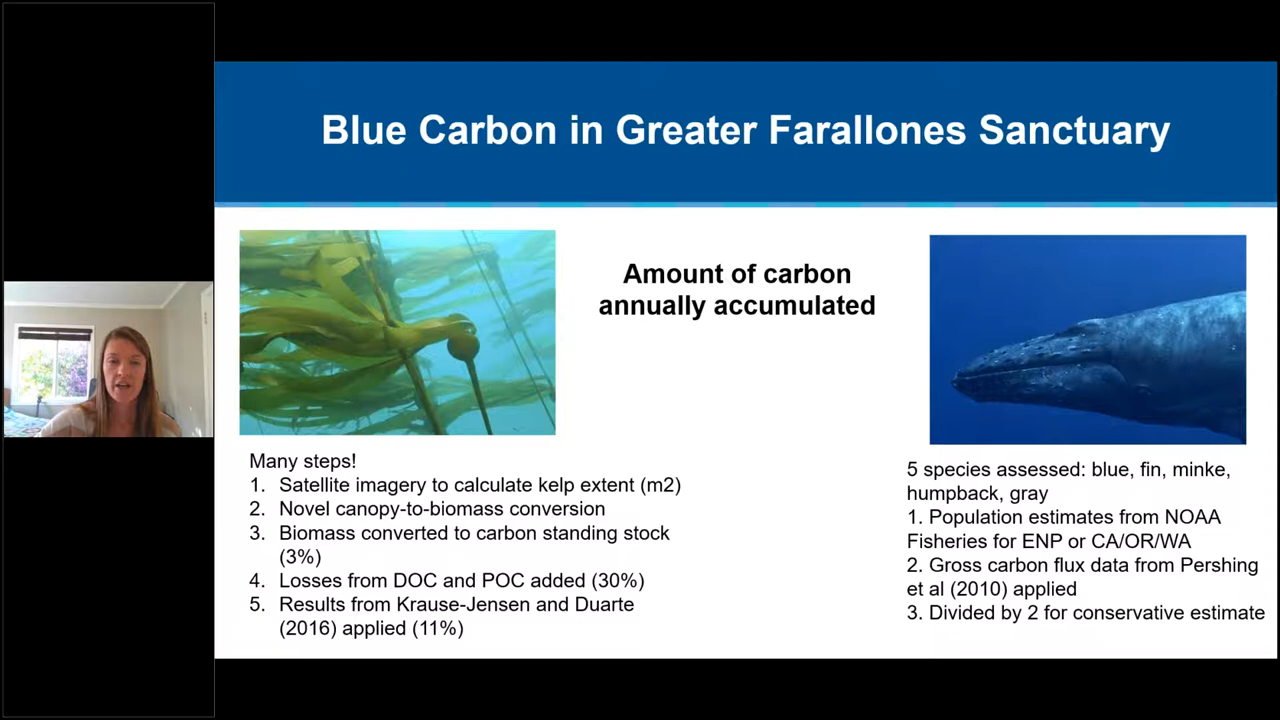 Blue Carbon in Greater Farallones Sanctuary
Amount of carbon
annually accumulated
Many steps!
1. Satellite imagery to calculate kelp extent (m2)
2. Novel canopy-to-biomass conversion
3. Biomass converted to carbon standing stock
(3%)
4. Losses from DOC and POC added (30%)
5. Results from Krause-Jensen and Duarte
(2016) applied (11%)
5 species assessed: blue, fin, minke,
humpback, gray
1. Population estimates from NOAA
Fisheries for ENP or CA/OR/WA
2. Gross carbon flux data from Pershing
et al (2010) applied
3. Divided by 2 for conservative estimate